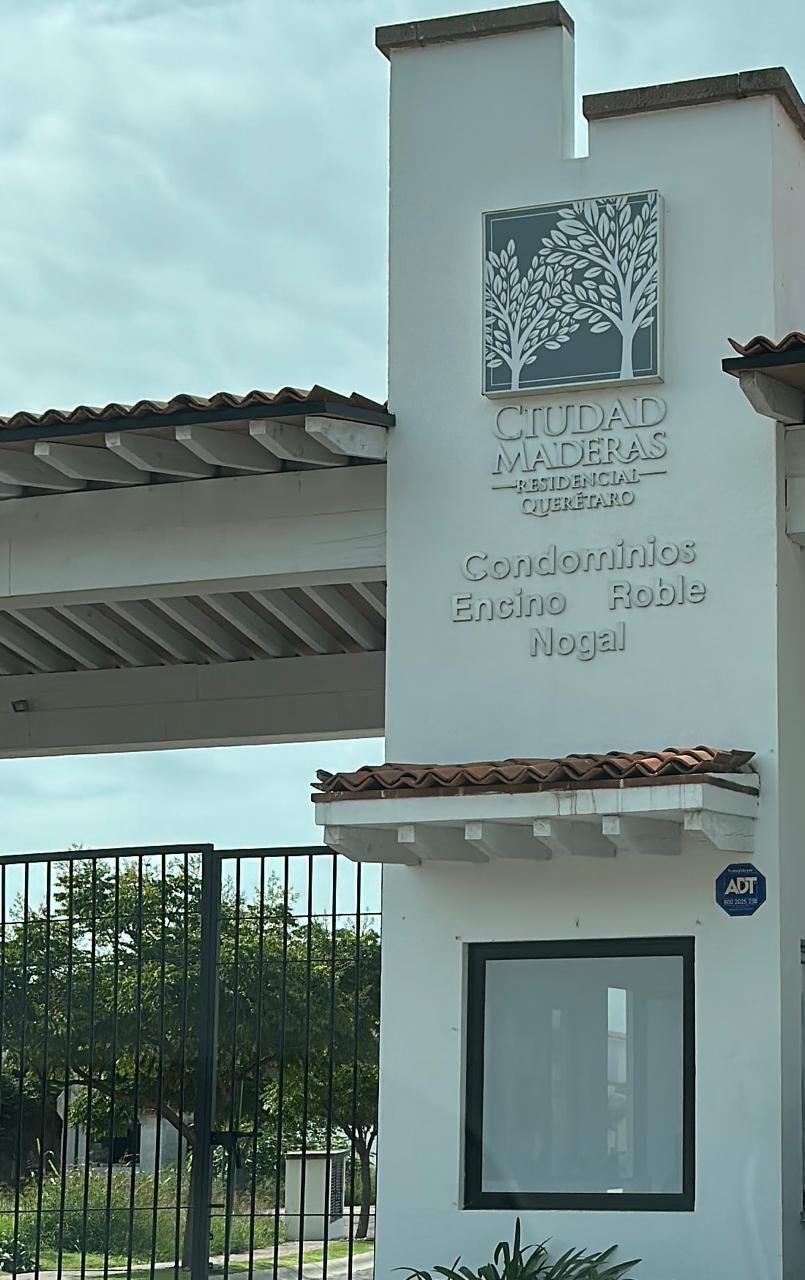 CIUDAD
MADERAS
RESIDENCIAL
QUERÉTARO
Condominios
Encino Roble
Nogal
ADT